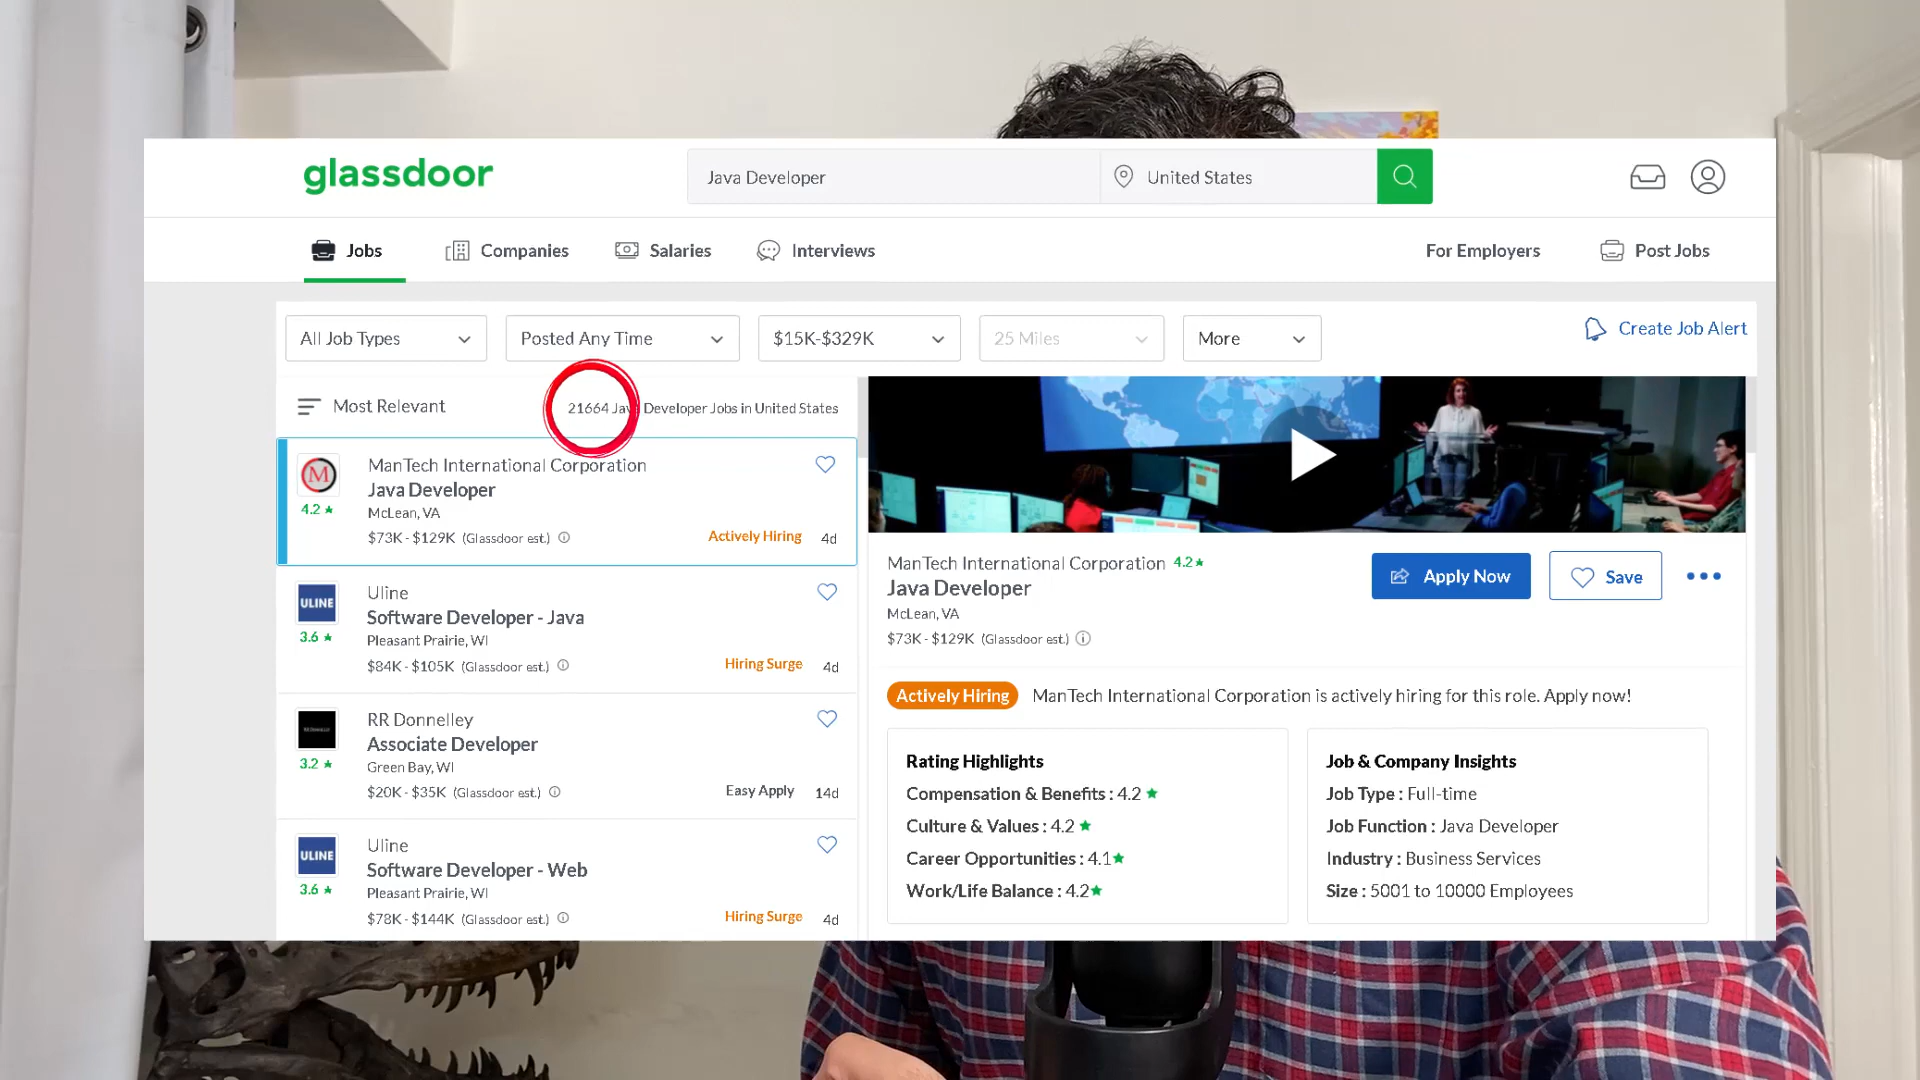 glassdoor
Java Developer
United States
Jobs
Companies
Salaries
Interviews
For Employers
Post Jobs
All Job Types
Posted Any Time
$15K-$329K
25 Miles
More
Create Job Alert
Most Relevant
21664 Java Developer Jobs in United States
M
4.2 ★
ManTech International Corporation
Java Developer
McLean, VA
$73K - $129K (Glassdoor est.)
Actively Hiring
4d
ULINE
3.6 ★
Uline
Software Developer - Java
Pleasant Prairie, WI
$84K - $105K (Glassdoor est.)
Hiring Surge
4d
3.2 ★
RR Donnelley
Associate Developer
Green Bay, WI
$20K - $35K (Glassdoor est.)
Easy Apply
14d
ULINE
3.6 ★
Uline
Software Developer - Web
Pleasant Prairie, WI
$78K - $144K (Glassdoor est.)
Hiring Surge
4d
ManTech International Corporation 4.2 ★
Java Developer
McLean, VA
$73K - $129K (Glassdoor est.)
Apply Now
Save
Actively Hiring
ManTech International Corporation is actively hiring for this role. Apply now!
Rating Highlights
Compensation & Benefits : 4.2 ★
Culture & Values : 4.2 ★
Career Opportunities : 4.1 ★
Work/Life Balance : 4.2 ★
Job & Company Insights
Job Type : Full-time
Job Function : Java Developer
Industry : Business Services
Size : 5001 to 10000 Employees